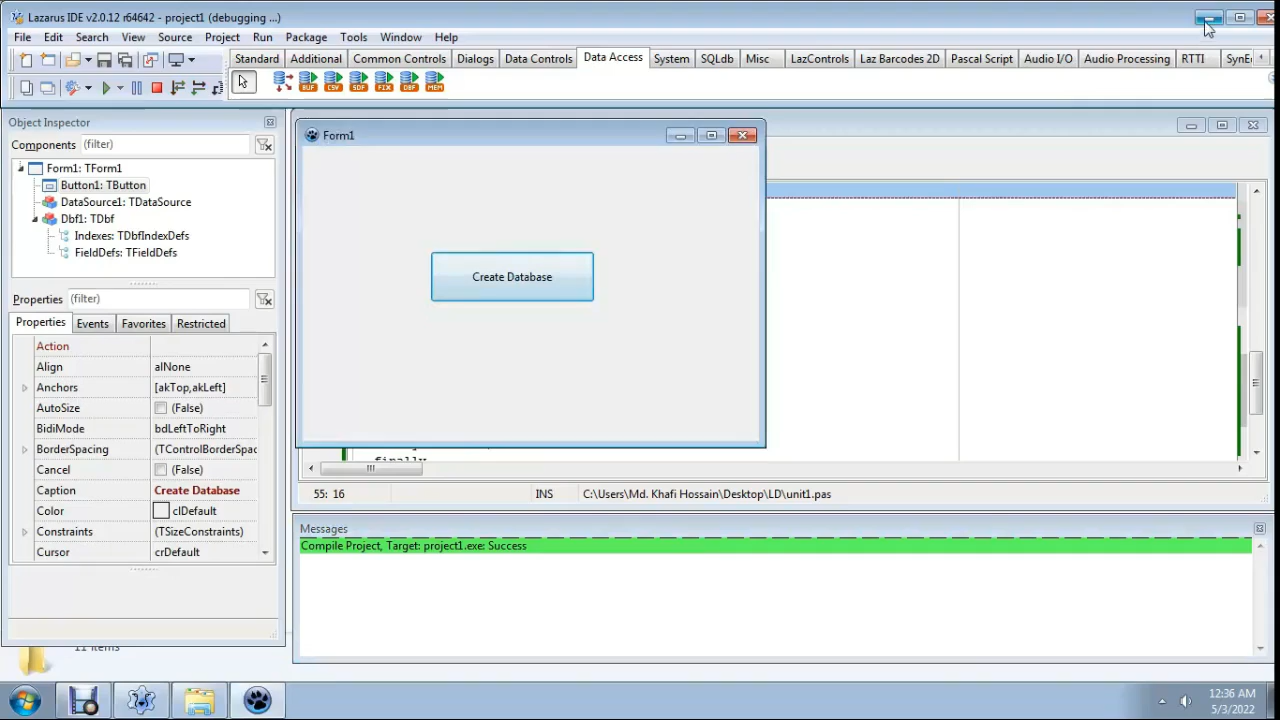 Lazarus IDE v2.0.12 r64642 - project1 (debugging ...)
File Edit Search View Source Project Run Package Tools Window Help
Standard Additional Common Controls Dialogs Data Controls Data Access System SQLdb Misc LazControls Laz Barcodes 2D Pascal Script Audio I/O Audio Processing RTTI SynE
BUF CSV SDF FIX DBF MEM
Object Inspector
Components (filter)
Form1: TForm1
Button1: TButton
DataSource1: TDataSource
Dbf1: TDbf
Indexes: TDbfIndexDefs
FieldDefs: TFieldDefs
Properties (filter)
Properties Events Favorites Restricted
Action
Align alNone
Anchors [akTop,akLeft]
AutoSize (False)
BidiMode bdLeftToRight
BorderSpacing (TControlBorderSpac
Cancel (False)
Caption Create Database
Color clDefault
Constraints (TSizeConstraints)
Cursor crDefault
Form1
Create Database
finally
55: 16 INS C:\Users\Md. Khafi Hossain\Desktop\LD\unit1.pas
Messages
Compile Project, Target: project1.exe: Success
11 items
12:36 AM
5/3/2022